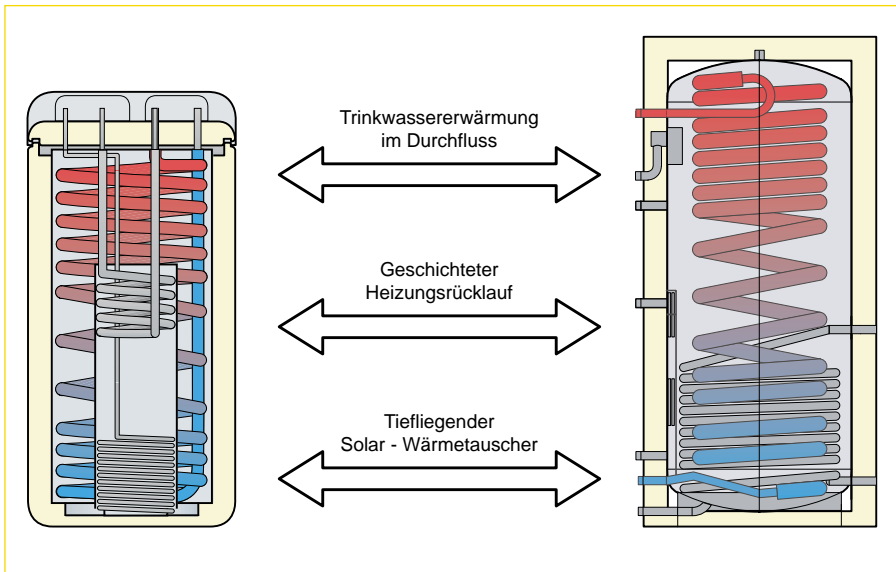 Trinkwassererwärmung
im Durchfluss
Geschichteter
Heizungsrücklauf
Tiefliegender
Solar - Wärmetauscher